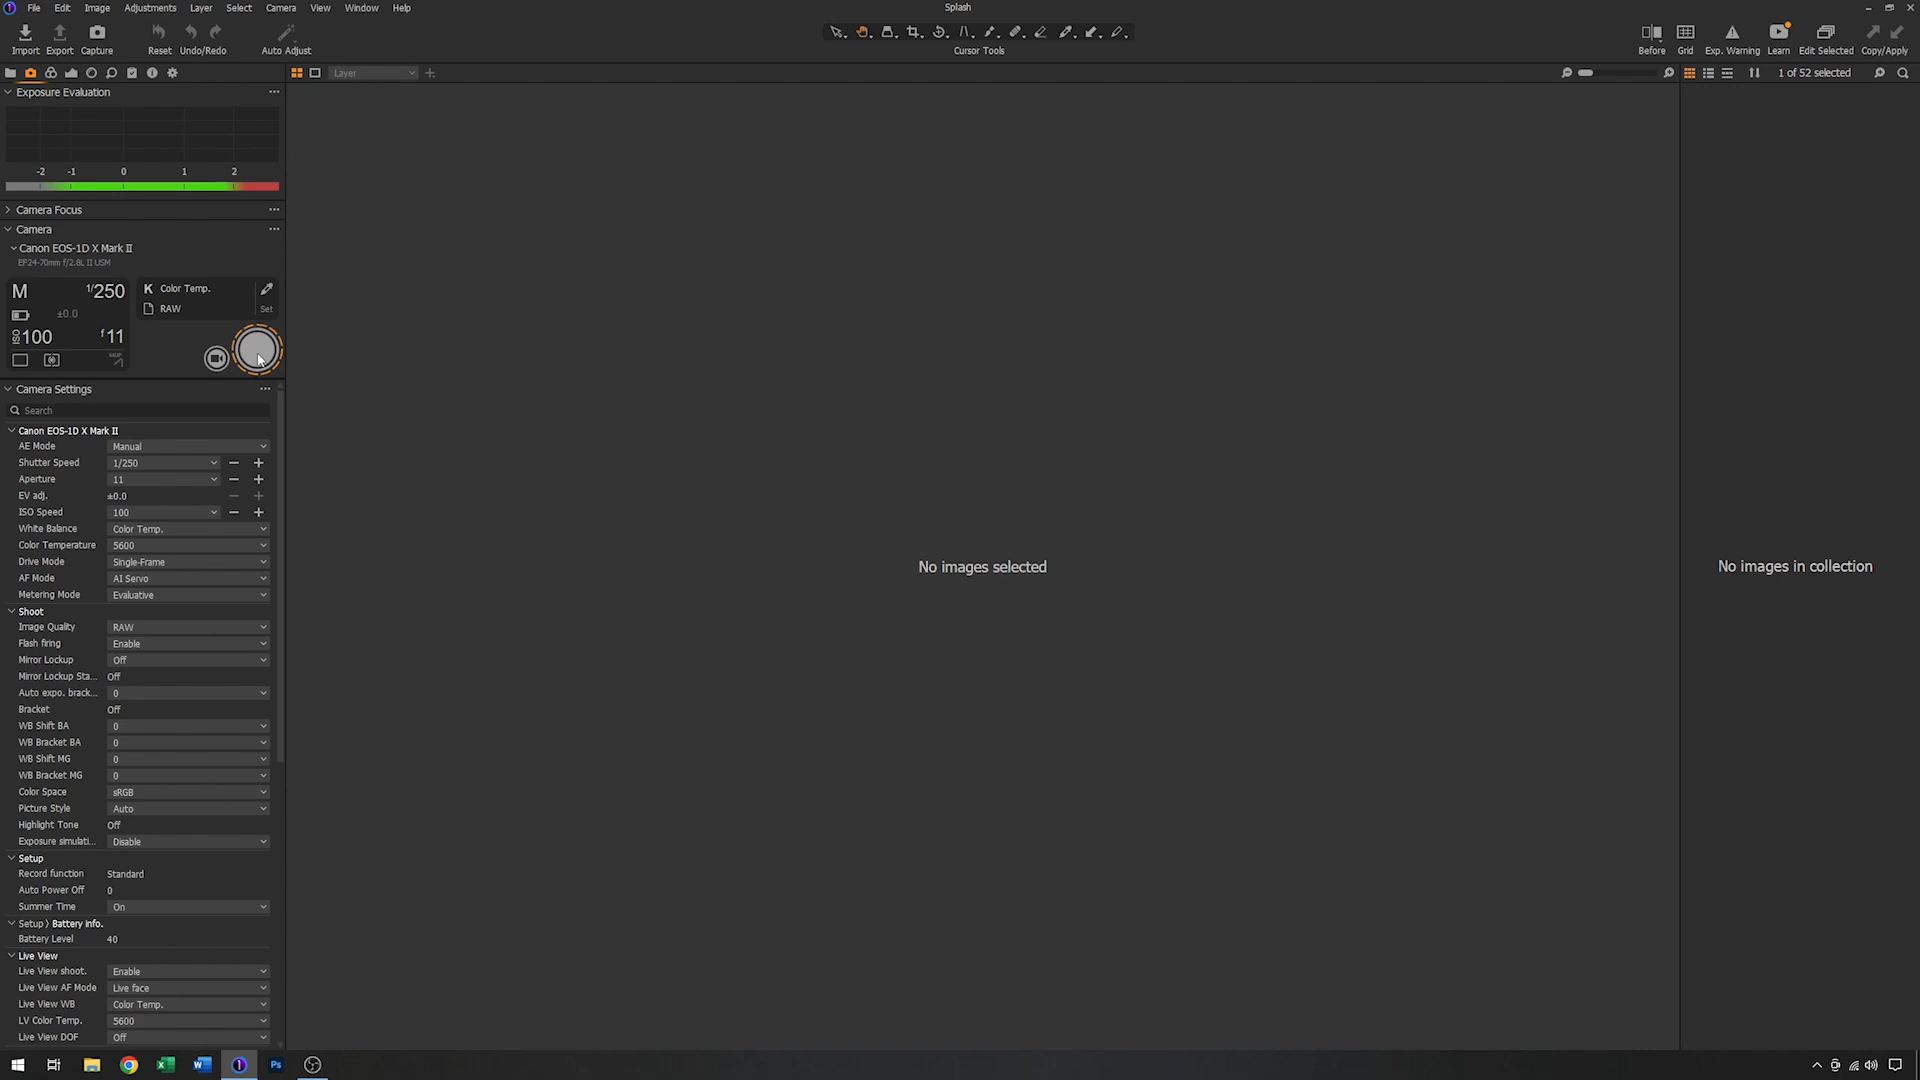 File Edit Image Adjustments Layer Select Camera View Window Help
Splash
Import Export Capture Reset Undo/Redo Auto Adjust
Cursor Tools
Before Grid Exp. Warning Learn Edit Selected Copy/Apply
Layer
1 of 52 selected
Exposure Evaluation
-2 -1 0 1 2
Camera Focus
Camera
Canon EOS-1D X Mark II
EF24-70mm f/2.8L II USM
M 1/250
K Color Temp.
±0.0
RAW Set
ISO 100 f 11
MUP
Camera Settings
Search
Canon EOS-1D X Mark II
AE Mode Manual
Shutter Speed 1/250
Aperture 11
EV adj. ±0.0
ISO Speed 100
White Balance Color Temp.
Color Temperature 5600
Drive Mode Single-Frame
AF Mode AI Servo
Metering Mode Evaluative
Shoot
Image Quality RAW
Flash firing Enable
Mirror Lockup Off
Mirror Lockup Sta... Off
Auto expo. brack... 0
Bracket Off
WB Shift BA 0
WB Bracket BA 0
WB Shift MG 0
WB Bracket MG 0
Color Space sRGB
Picture Style Auto
Highlight Tone Off
Exposure simulati... Disable
Setup
Record function Standard
Auto Power Off 0
Summer Time On
Setup › Battery info.
Battery Level 40
Live View
Live View shoot. Enable
Live View AF Mode Live face
Live View WB Color Temp.
LV Color Temp. 5600
Live View DOF Off
No images selected
No images in collection
Ps